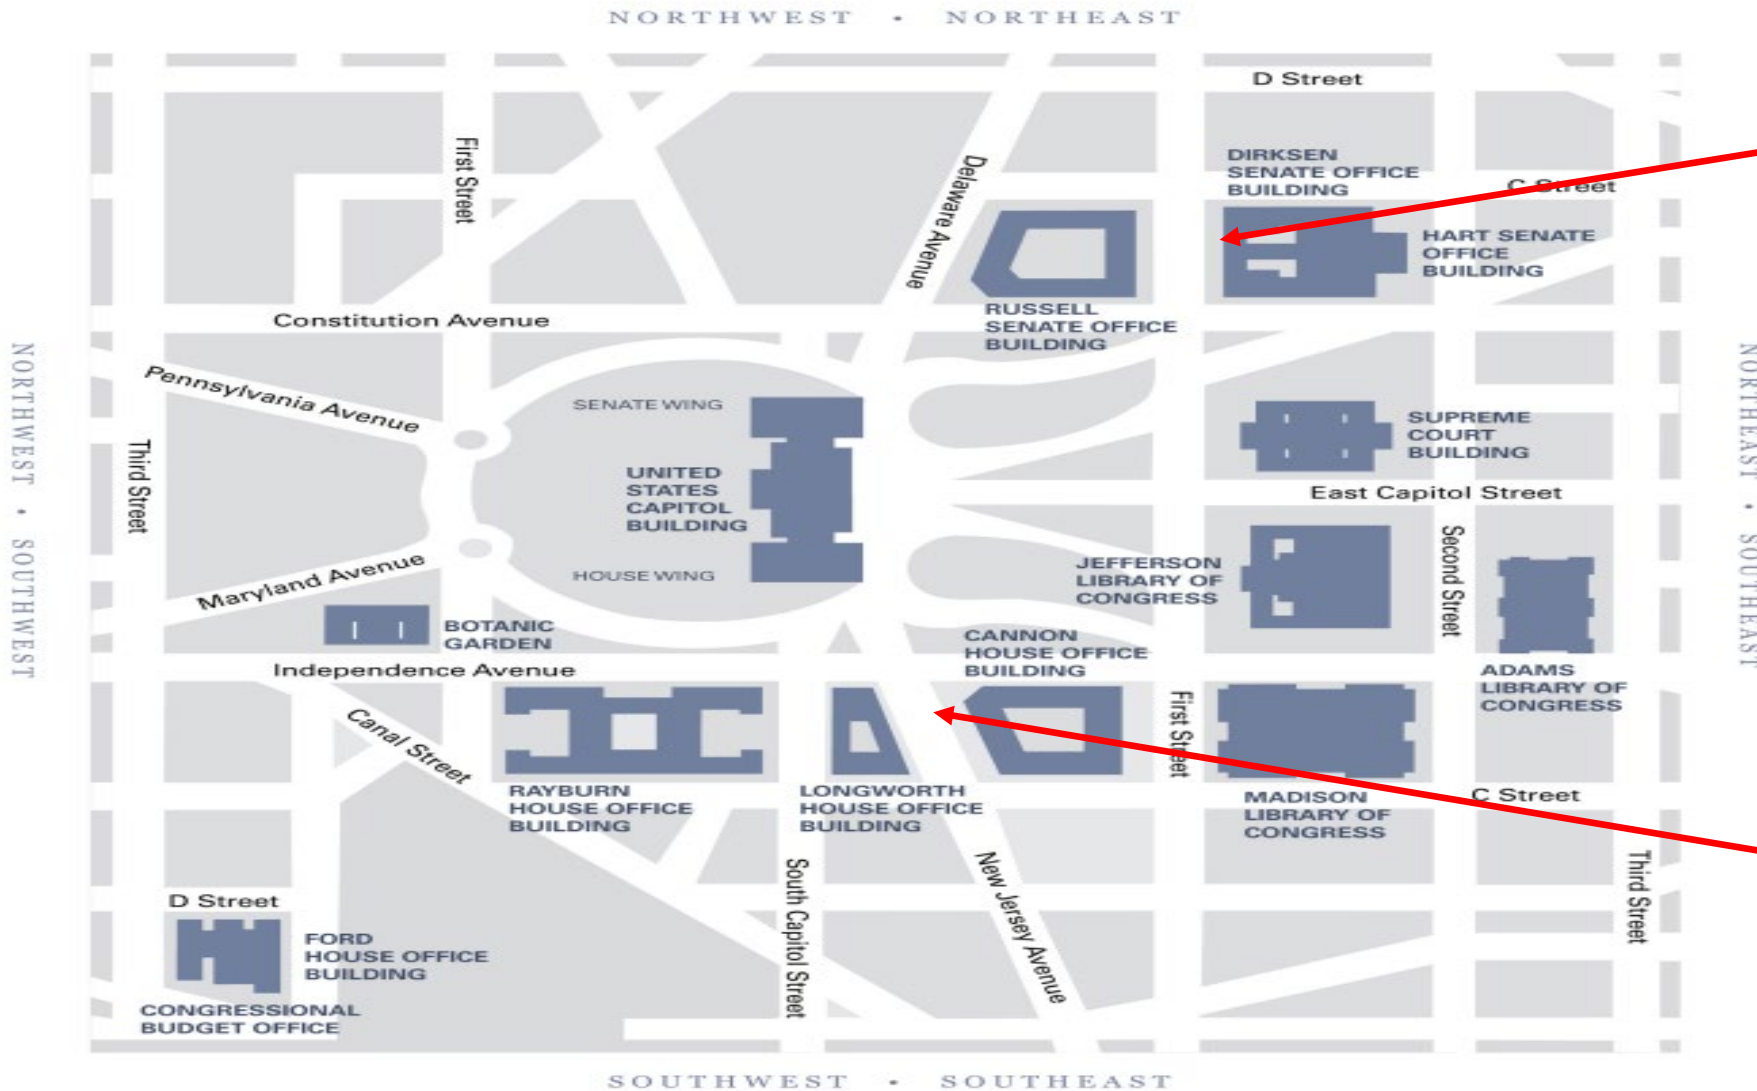 NORTHWEST • NORTHEAST
D Street
First Street
Delaware Avenue
DIRKSEN
SENATE OFFICE
BUILDING
C Street
HART SENATE
OFFICE
BUILDING
RUSSELL
SENATE OFFICE
BUILDING
Constitution Avenue
NORTHWEST • SOUTHWEST
NORTHEAST • SOUTHEAST
Pennsylvania Avenue
SENATE WING
SUPREME
COURT
BUILDING
Third Street
UNITED
STATES
CAPITOL
BUILDING
East Capitol Street
Second Street
HOUSE WING
JEFFERSON
LIBRARY OF
CONGRESS
Maryland Avenue
BOTANIC
GARDEN
CANNON
HOUSE OFFICE
BUILDING
Independence Avenue
ADAMS
LIBRARY OF
CONGRESS
Canal Street
First Street
RAYBURN
HOUSE OFFICE
BUILDING
LONGWORTH
HOUSE OFFICE
BUILDING
MADISON
LIBRARY OF
CONGRESS
C Street
South Capitol Street
New Jersey Avenue
Third Street
D Street
FORD
HOUSE OFFICE
BUILDING
CONGRESSIONAL
BUDGET OFFICE
SOUTHWEST • SOUTHEAST